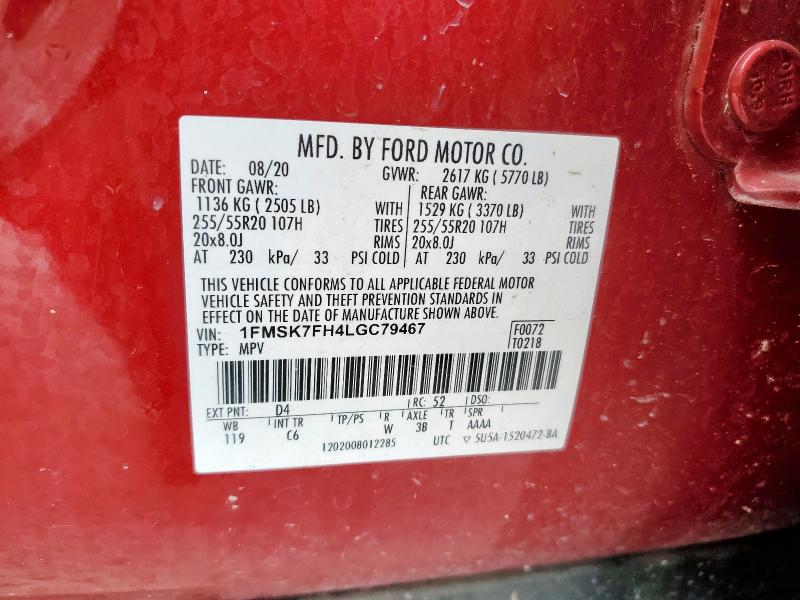 MFD. BY FORD MOTOR CO.
DATE: 08/20 GVWR: 2617 KG ( 5770 LB)
FRONT GAWR: REAR GAWR:
1136 KG ( 2505 LB) WITH 1529 KG ( 3370 LB) WITH
255/55R20 107H TIRES 255/55R20 107H TIRES
20x8.0J RIMS 20x8.0J RIMS
AT 230 kPa/ 33 PSI COLD AT 230 kPa/ 33 PSI COLD
THIS VEHICLE CONFORMS TO ALL APPLICABLE FEDERAL MOTOR
VEHICLE SAFETY AND THEFT PREVENTION STANDARDS IN
EFFECT ON THE DATE OF MANUFACTURE SHOWN ABOVE.
VIN: 1FMSK7FH4LGC79467 F0072
TYPE: MPV T0218
EXT PNT: D4 RC: 52 DSO:
WB INT TR TP/PS R AXLE TR SPR
119 C6 W 3B T AAAA
1202008012285 UTC ▽ 5U5A-1520472-BA